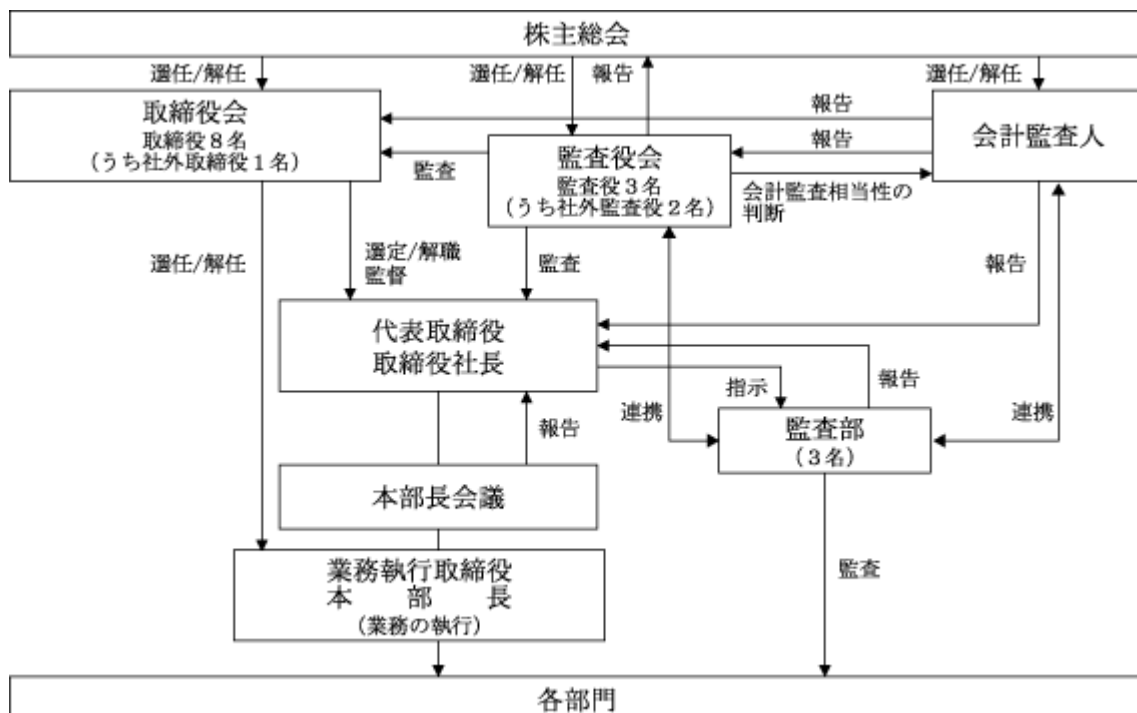 株主総会
選任/解任
選任/解任
報告
選任/解任
取締役会
取締役8名
(うち社外取締役1名)
報告
報告
会計監査人
監査
監査役会
監査役3名
(うち社外監査役2名)
会計監査相当性の
判断
選任/解任
選定/解職
監督
監査
報告
代表取締役
取締役社長
指示
報告
報告
連携
監査部
(3名)
連携
本部長会議
業務執行取締役
本部長
(業務の執行)
監査
各部門